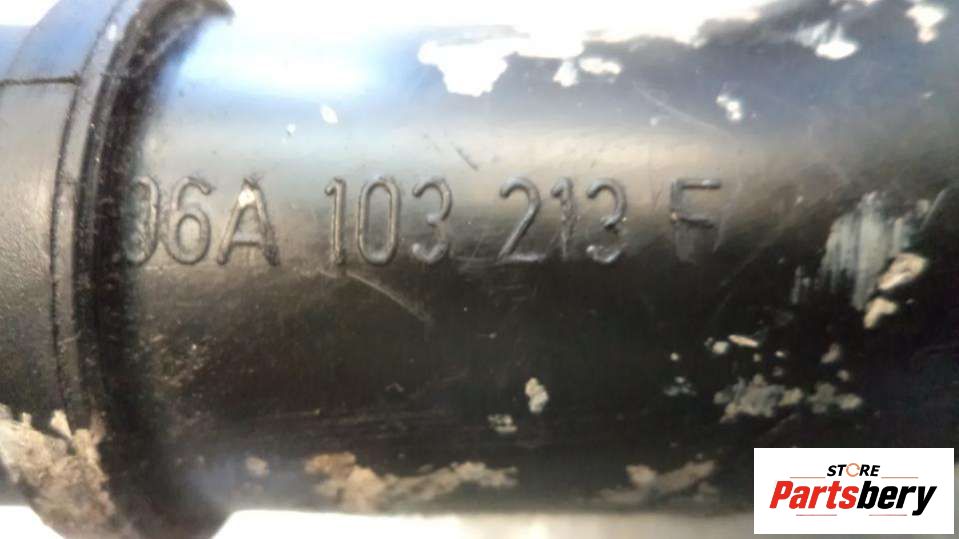 06A 103 213 F
STORE
Partsbery